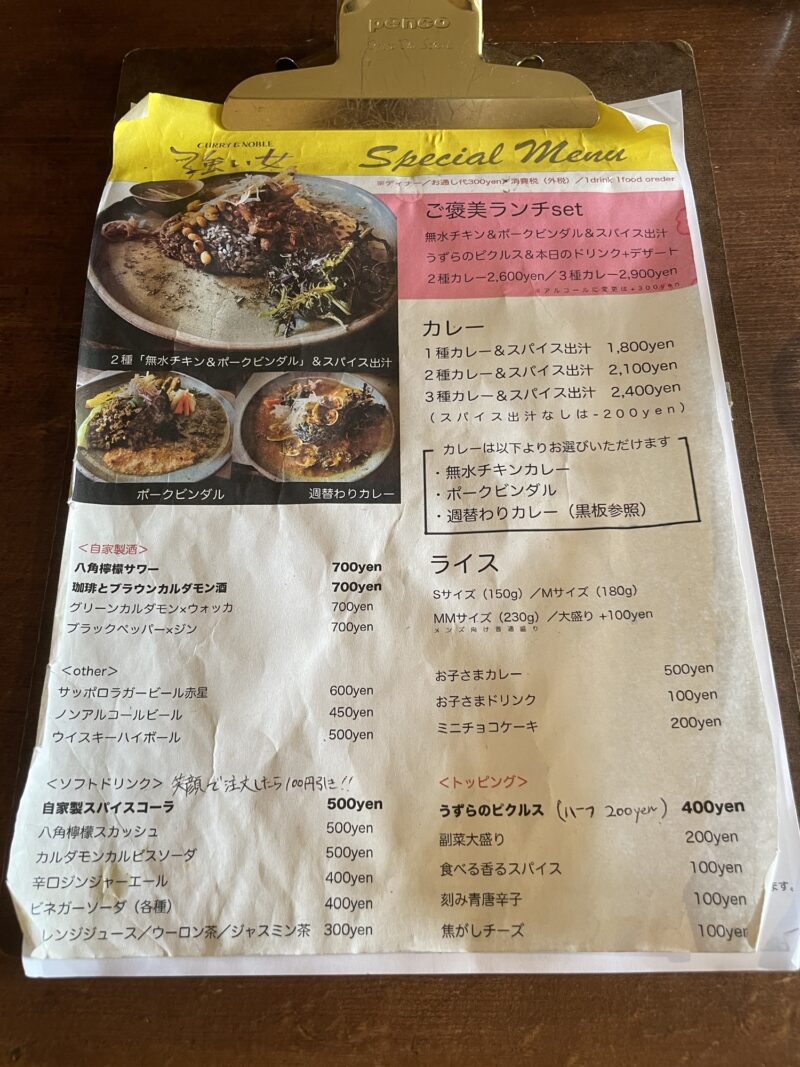 penco
CURRY & NOBLE
強い女
Special Menu
※ディナー／お通し代300yen+消費税（外税）／1drink 1food oreder
ご褒美ランチset
無水チキン＆ポークビンダル＆スパイス出汁
うずらのピクルス＆本日のドリンク+デザート
２種カレー2,600yen／３種カレー2,900yen
※アルコールに変更は+300yen
２種「無水チキン＆ポークビンダル」＆スパイス出汁
ポークビンダル
週替わりカレー
カレー
１種カレー＆スパイス出汁 1,800yen
２種カレー＆スパイス出汁 2,100yen
３種カレー＆スパイス出汁 2,400yen
（スパイス出汁なしは-200yen）
カレーは以下よりお選びいただけます
・無水チキンカレー
・ポークビンダル
・週替わりカレー（黒板参照）
ライス
Sサイズ（150g）／Mサイズ（180g）
MMサイズ（230g）／大盛り +100yen
メンズ向け普通盛り
お子さまカレー 500yen
お子さまドリンク 100yen
ミニチョコケーキ 200yen
＜自家製酒＞
八角檸檬サワー 700yen
珈琲とブラウンカルダモン酒 700yen
グリーンカルダモン×ウォッカ 700yen
ブラックペッパー×ジン 700yen
＜other＞
サッポロラガービール赤星 600yen
ノンアルコールビール 450yen
ウイスキーハイボール 500yen
＜ソフトドリンク＞ 笑顔で注文したら100円引き!!
自家製スパイスコーラ 500yen
八角檸檬スカッシュ 500yen
カルダモンカルピスソーダ 500yen
辛口ジンジャーエール 400yen
ビネガーソーダ（各種） 400yen
レンジジュース／ウーロン茶／ジャスミン茶 300yen
＜トッピング＞
うずらのピクルス (ハーフ 200yen) 400yen
副菜大盛り 200yen
食べる香るスパイス 100yen
刻み青唐辛子 100yen
焦がしチーズ 100yen
ます。